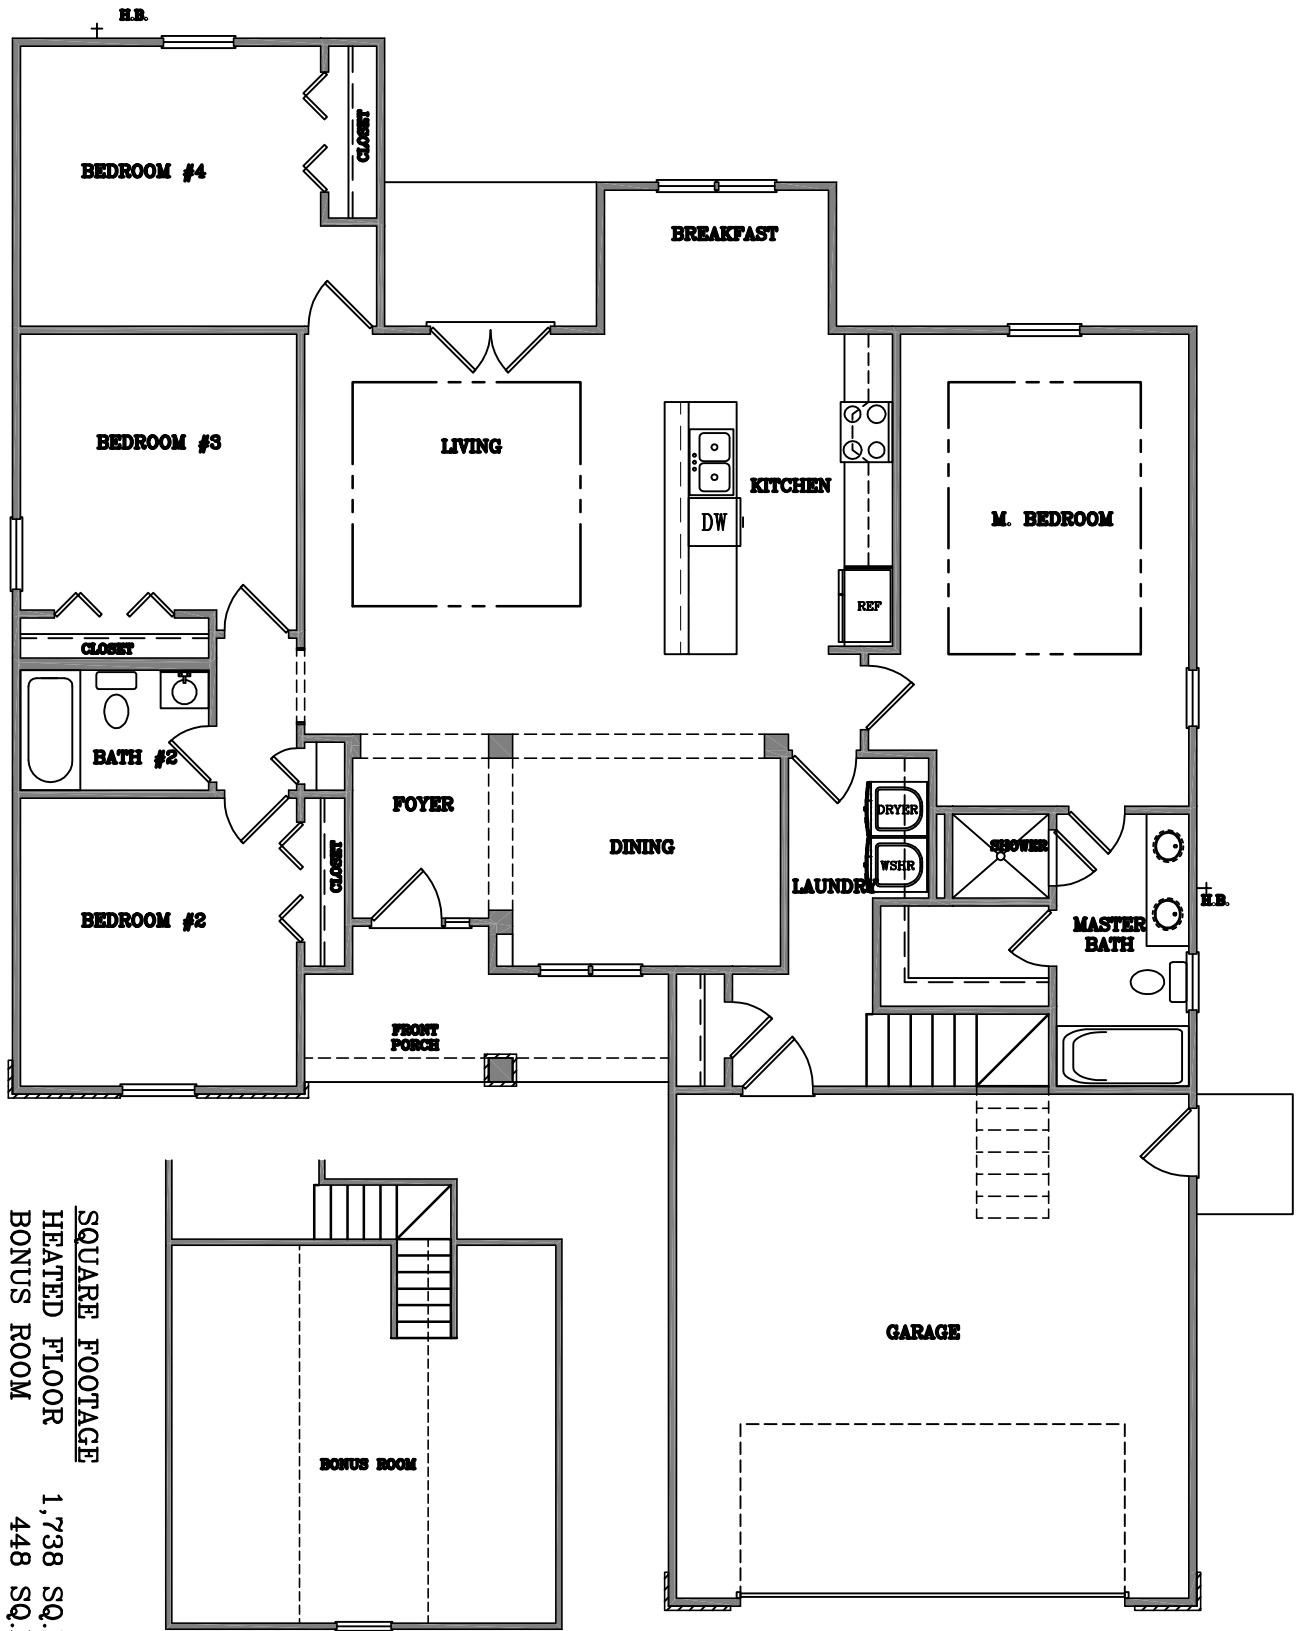 H.B.
CLOSET
BEDROOM #4
BREAKFAST
BEDROOM #3
LIVING
KITCHEN
DW
M. BEDROOM
REF
CLOSET
BATH #2
FOYER
DRYER
DINING
SHOWER
CLOSET
WSHR
LAUNDRY
H.B.
BEDROOM #2
MASTER
BATH
FRONT
PORCH
GARAGE
BONUS ROOM
SQUARE FOOTAGE
HEATED FLOOR 1,738 SQ.
BONUS ROOM 448 SQ.